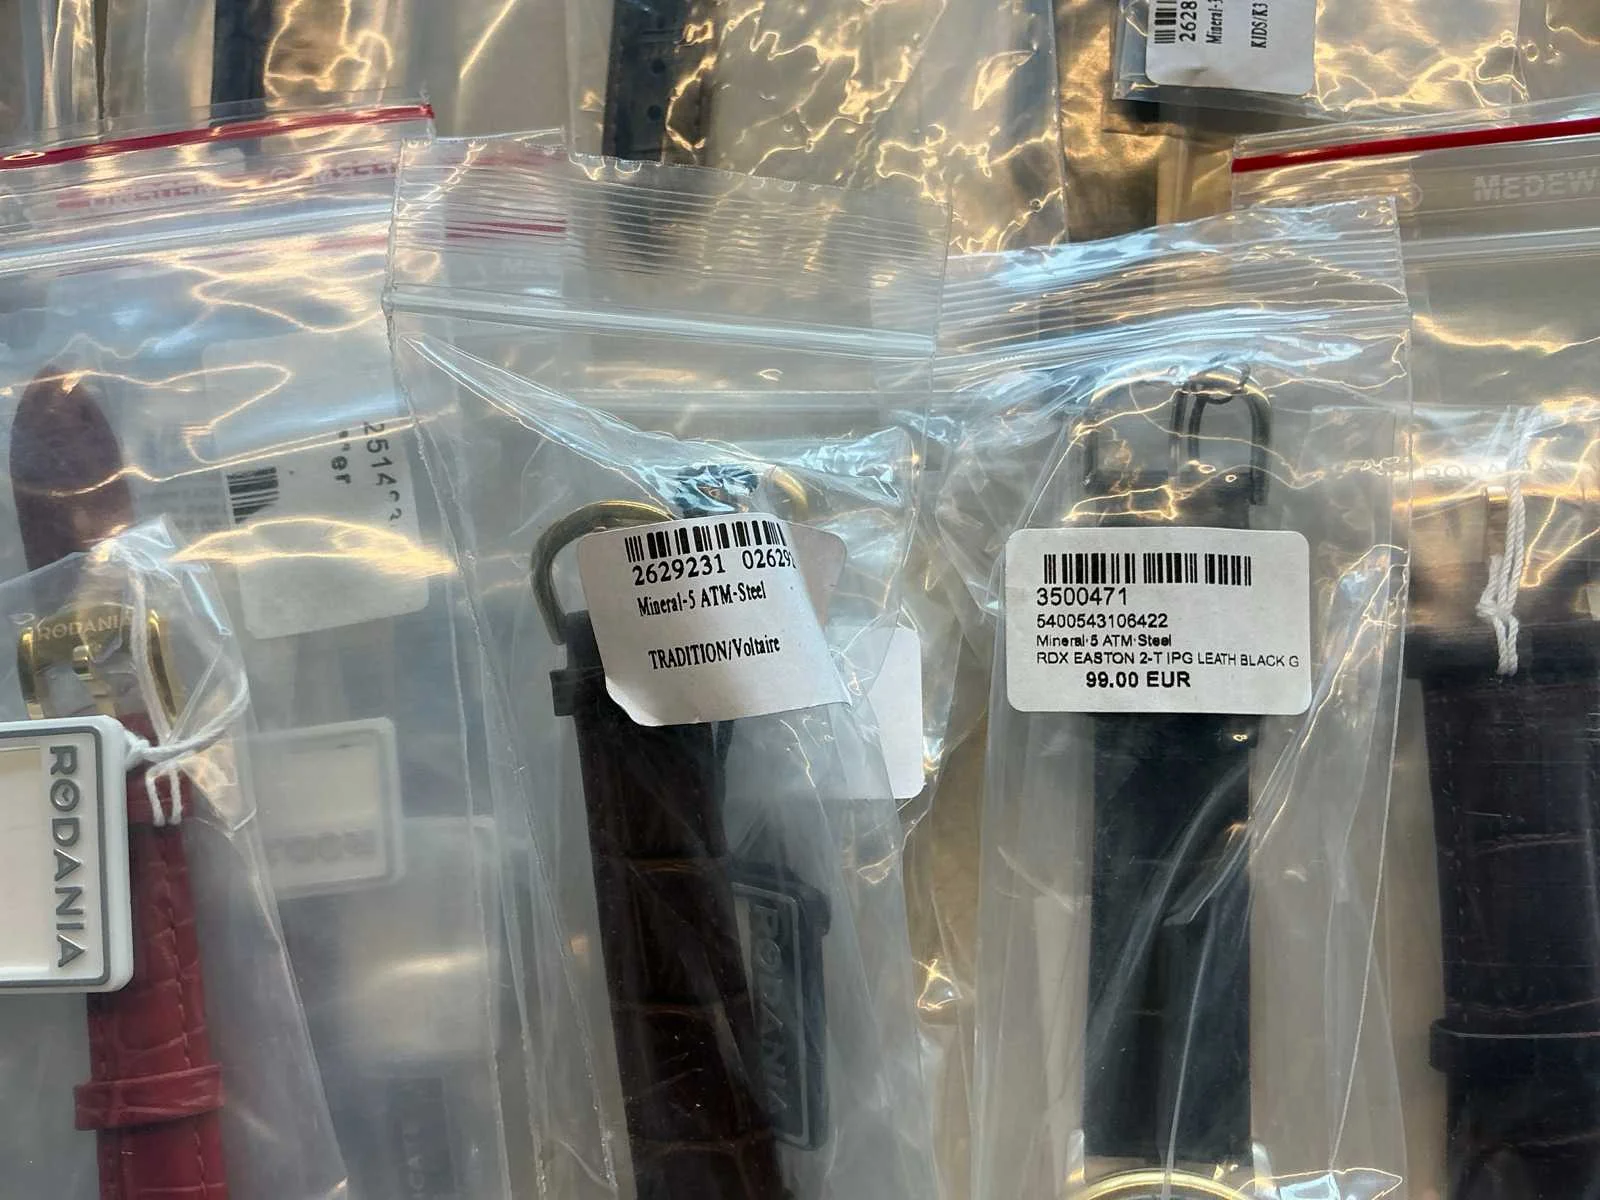 2628
Mineral-
KIDS/K3
MEDEW
RODANIA
2629231 02629
Mineral-5 ATM-Steel
TRADITION/Voltaire
3500471
5400543106422
Mineral·5 ATM·Steel
RDX EASTON 2-T IPG LEATH BLACK G
99.00 EUR
RODANIA
RODANIA
RODANIA